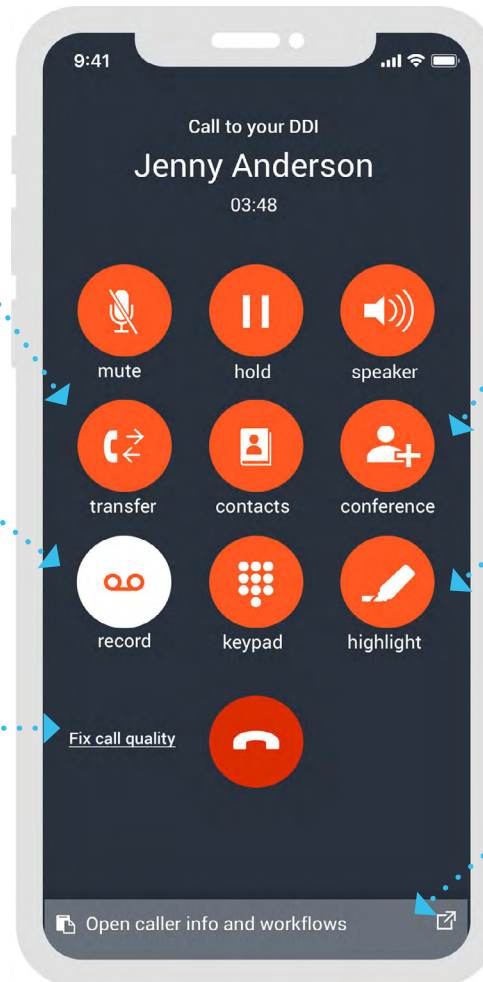 9:41
Call to your DDI
Jenny Anderson
03:48
mute hold speaker
transfer contacts conference
record keypad highlight
Fix call quality
Open caller info and workflows